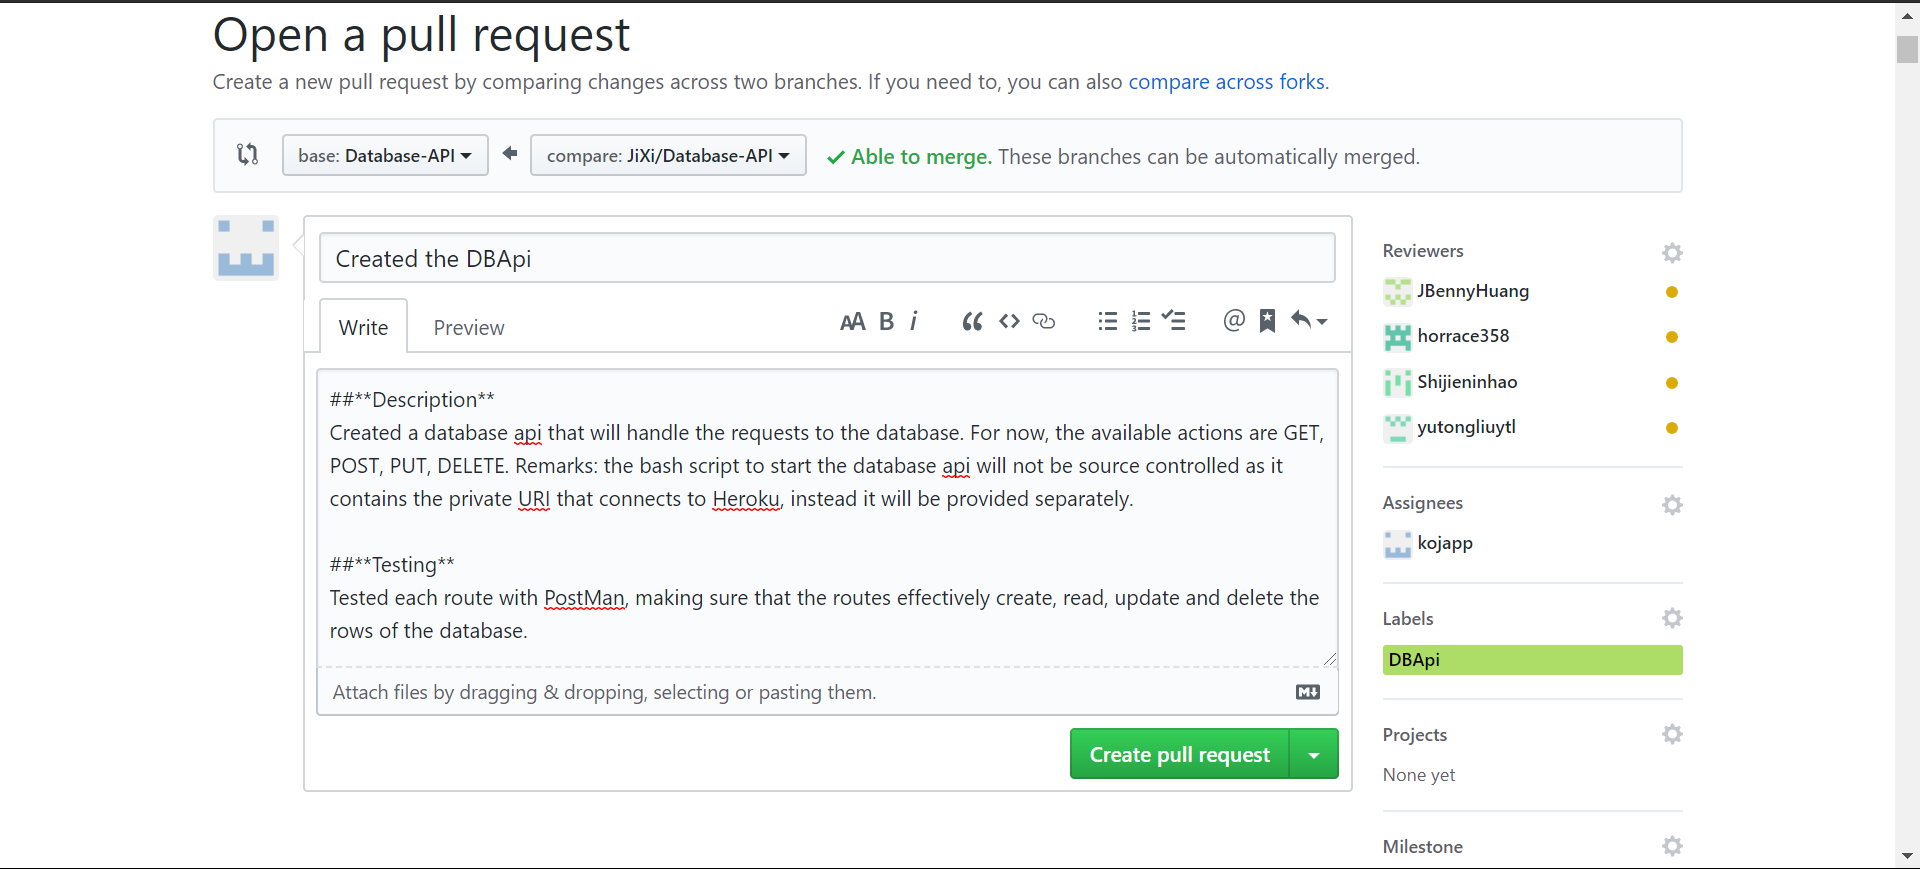 Open a pull request
Create a new pull request by comparing changes across two branches. If you need to, you can also compare across forks.
base: Database-API
compare: JiXi/Database-API
Able to merge. These branches can be automatically merged.
Created the DBApi
Write
Preview
AA B i
##**Description**
Created a database api that will handle the requests to the database. For now, the available actions are GET,
POST, PUT, DELETE. Remarks: the bash script to start the database api will not be source controlled as it
contains the private URI that connects to Heroku, instead it will be provided separately.
##**Testing**
Tested each route with PostMan, making sure that the routes effectively create, read, update and delete the
rows of the database.
Attach files by dragging & dropping, selecting or pasting them.
Create pull request
Reviewers
JBennyHuang
horrace358
Shijieninhao
yutongliuytl
Assignees
kojapp
Labels
DBApi
Projects
None yet
Milestone